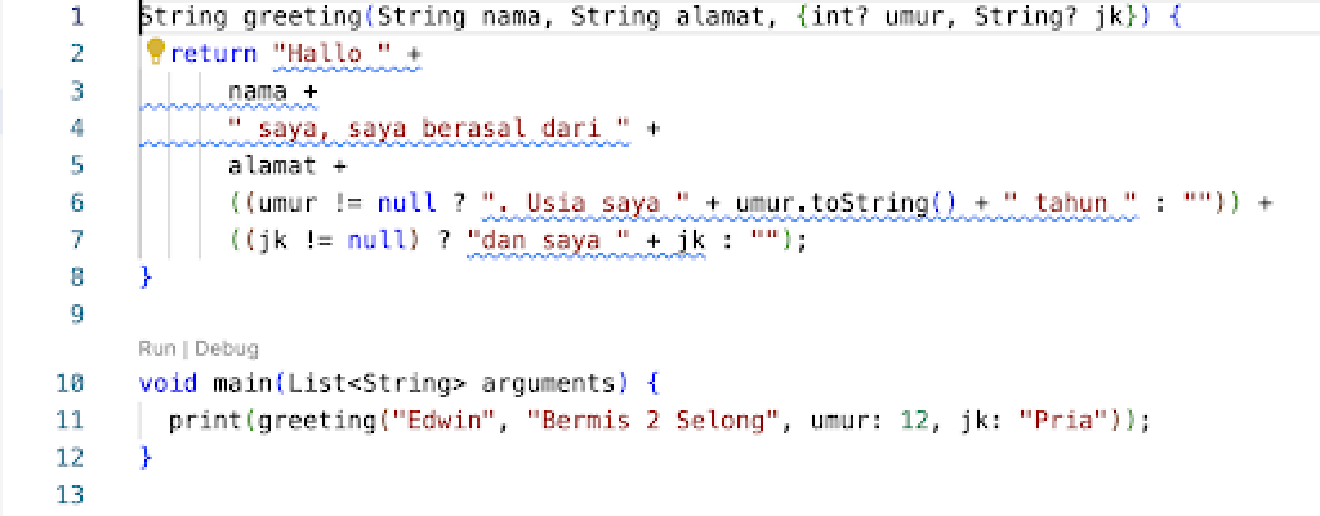 1 String greeting(String nama, String alamat, {int? umur, String? jk}) {
2 return "Hallo " +
3 nama +
4 " saya, saya berasal dari " +
5 alamat +
6 ((umur != null ? ". Usia saya " + umur.toString() + " tahun " : "")) +
7 ((jk != null) ? "dan saya " + jk : "");
8 }
9
Run | Debug
10 void main(List<String> arguments) {
11 print(greeting("Edwin", "Bermis 2 Selong", umur: 12, jk: "Pria"));
12 }
13